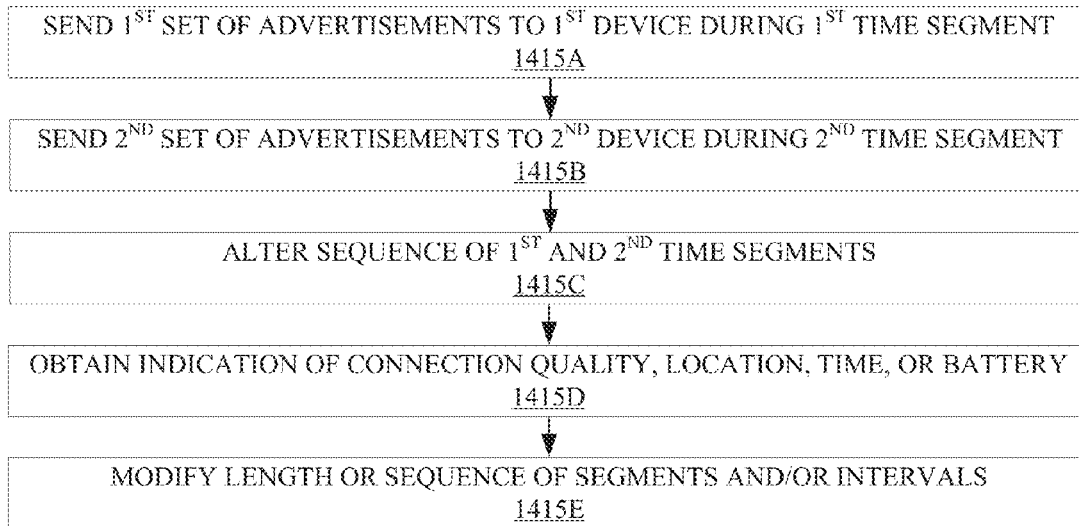 SEND 1ST SET OF ADVERTISEMENTS TO 1ST DEVICE DURING 1ST TIME SEGMENT
1415A
SEND 2ND SET OF ADVERTISEMENTS TO 2ND DEVICE DURING 2ND TIME SEGMENT
1415B
ALTER SEQUENCE OF 1ST AND 2ND TIME SEGMENTS
1415C
OBTAIN INDICATION OF CONNECTION QUALITY, LOCATION, TIME, OR BATTERY
1415D
MODIFY LENGTH OR SEQUENCE OF SEGMENTS AND/OR INTERVALS
1415E